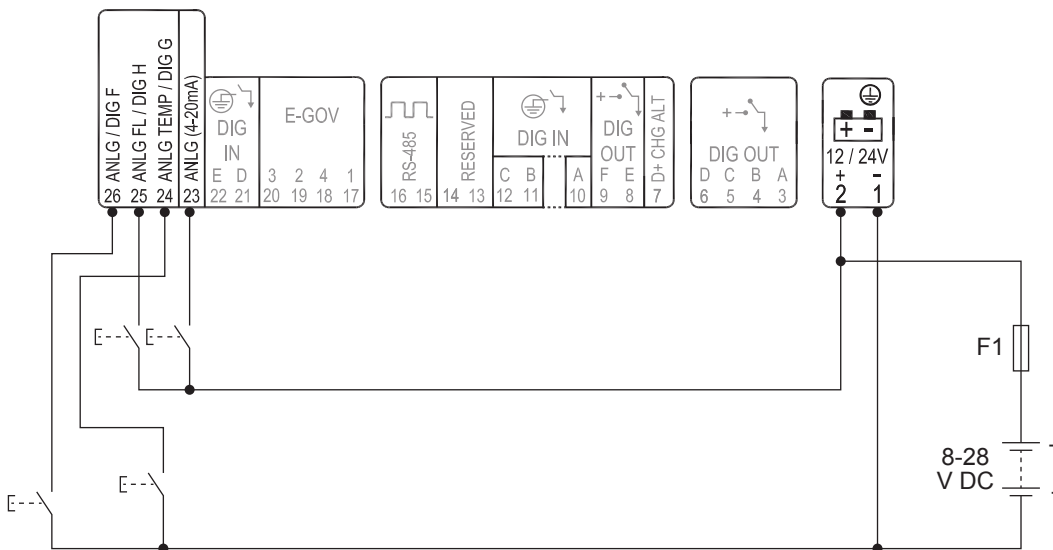 26 ANLG / DIG F
25 ANLG FL / DIG H
24 ANLG TEMP / DIG G
23 ANLG (4-20mA)
DIG
IN
E D
22 21
E-GOV
3 2 4 1
20 19 18 17
RS-485
16 15
RESERVED
14 13
DIG IN
C B A
12 11 10
+
DIG
OUT
F E
9 8
D+ CHG ALT
7
+
DIG OUT
D C B A
6 5 4 3
+ -
12 / 24V
+ -
2 1
F1
8-28
V DC